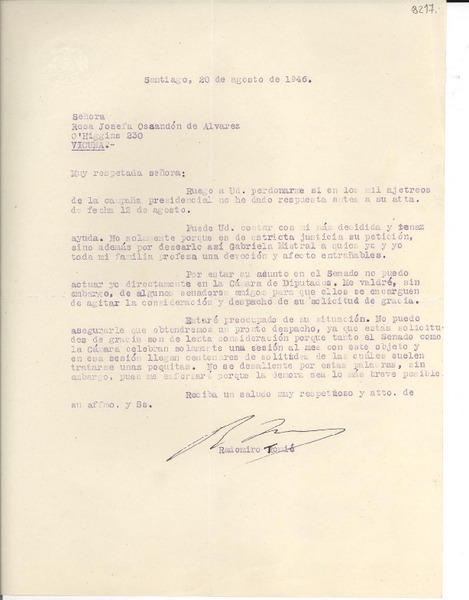 8217.
Santiago, 20 de agosto de 1946.
Señora
Rosa Josefa Ossandón de Alvarez
O'Higgins 230
VICUÑA.-
Muy respetada señora:
Ruego a Ud. perdonarme si en los mil ajetreos
de la campaña presidencial no he dado respuesta antes a su atta.
de fecha 12 de agosto.
Puede Ud. contar con mi más decidida y tenaz
ayuda. No solamente porque es de estricta justicia su petición,
sino además por desearlo así Gabriela Mistral a quien yo y
toda mi familia profesa una devoción y afecto entrañables.
Por estar su asunto en el Senado no puedo
actuar yo directamente en la Cámara de Diputados. Me valdré, sin
embargo, de algunos senadores amigos para que ellos se encarguen
de agitar la consideración y despacho de su solicitud de gracia.
Estaré preocupado de su situación. No puedo
asegurarle que obtendremos un pronto despacho, ya que estas solicitu-
des de gracia son de lenta consideración porque tanto el Senado como
la Cámara celebran solamente una sesión al mes con este objeto y
en esa sesión llegan centenares de solitudes de las cuáles suelen
tratarse unas poquitas. No se desaliente por estas palabras, sin
embargo, pues me esforzaré porque la demora sea lo más breve posible.
Reciba un saludo muy respetuoso y atto. de
su affmo. y Ss.
Radomiro Tomic